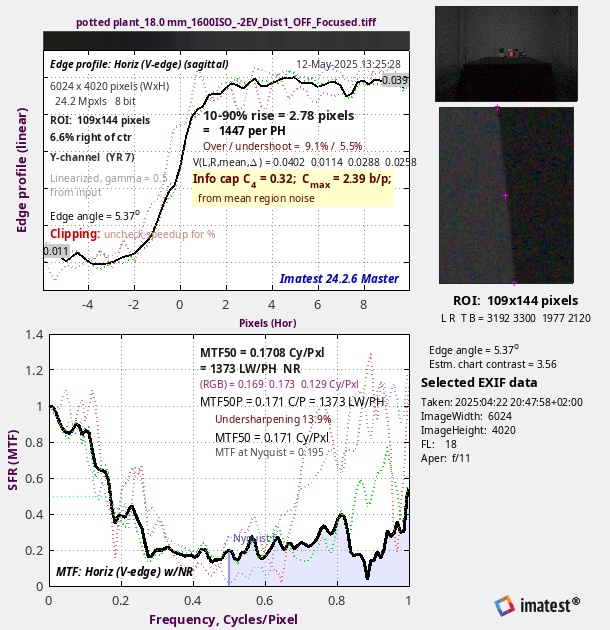 potted plant_18.0 mm_1600ISO_-2EV_Dist1_OFF_Focused.tiff
Edge profile: Horiz (V-edge) (sagittal)
12-May-2025 13:25:28
0.039
6024 x 4020 pixels (WxH)
24.2 Mpxls   8 bit
ROI:  109x144 pixels
6.6% right of ctr
Y-channel  (YR 7)
Linearized, gamma = 0.5
from input
Edge angle = 5.37º
Clipping: uncheck speedup for %
0.011
10-90% rise = 2.78 pixels
=   1447 per PH
Over / undershoot =  9.1% /  5.5%
V(L,R,mean,Δ) = 0.0402  0.0114  0.0288  0.0258
Info cap C4 = 0.32;  Cmax = 2.39 b/p;
from mean region noise
Imatest 24.2.6 Master
Edge profile (linear)
-4 -2 0 2 4 6 8
Pixels (Hor)
MTF50 = 0.1708 Cy/Pxl
= 1373 LW/PH  NR
(RGB) = 0.169  0.173  0.129 Cy/Pxl
MTF50P = 0.171 C/P = 1373 LW/PH
Undersharpening 13.9%
MTF50 = 0.171 Cy/Pxl
MTF at Nyquist = 0.195
Nyquist f
MTF: Horiz (V-edge) w/NR
SFR (MTF)
1.4
1.2
1
0.8
0.6
0.4
0.2
0
0 0.2 0.4 0.6 0.8 1
Frequency, Cycles/Pixel
ROI:  109x144 pixels
L R  T B = 3192 3300  1977 2120
Edge angle = 5.37º
Estm. chart contrast = 3.56
Selected EXIF data
Taken: 2025:04:22 20:47:58+02:00
ImageWidth:  6024
ImageHeight:  4020
FL:   18
Aper:  f/11
imatest®